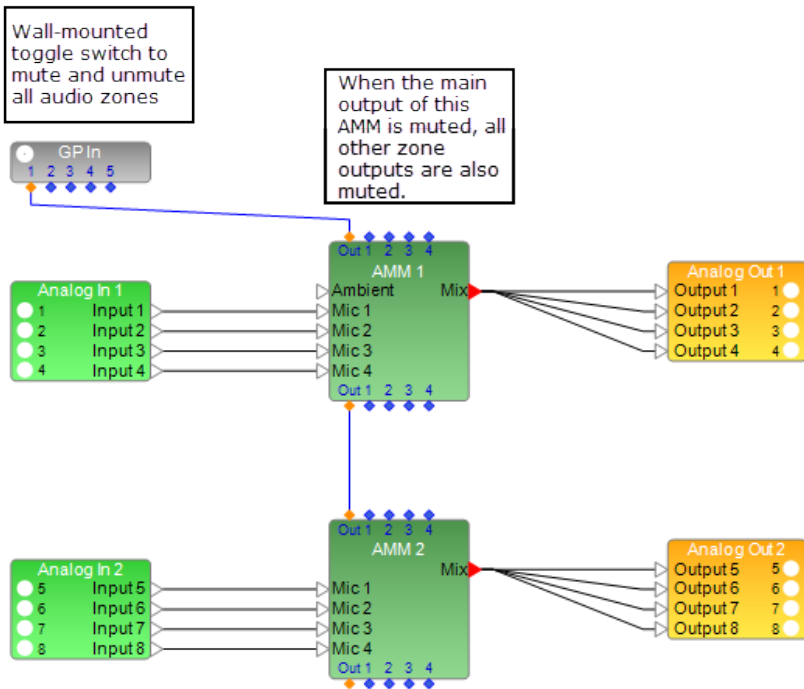 Wall-mounted
toggle switch to
mute and unmute
all audio zones
When the main
output of this
AMM is muted, all
other zone
outputs are also
muted.
GP In
1 2 3 4 5
Out 1 2 3 4
AMM 1
Ambient Mix
Mic 1
Mic 2
Mic 3
Mic 4
Out 1 2 3 4
Analog In 1
1 Input 1
2 Input 2
3 Input 3
4 Input 4
Analog Out 1
Output 1 1
Output 2 2
Output 3 3
Output 4 4
Out 1 2 3 4
AMM 2
Mix
Mic 1
Mic 2
Mic 3
Mic 4
Out 1 2 3 4
Analog In 2
5 Input 5
6 Input 6
7 Input 7
8 Input 8
Analog Out 2
Output 5 5
Output 6 6
Output 7 7
Output 8 8